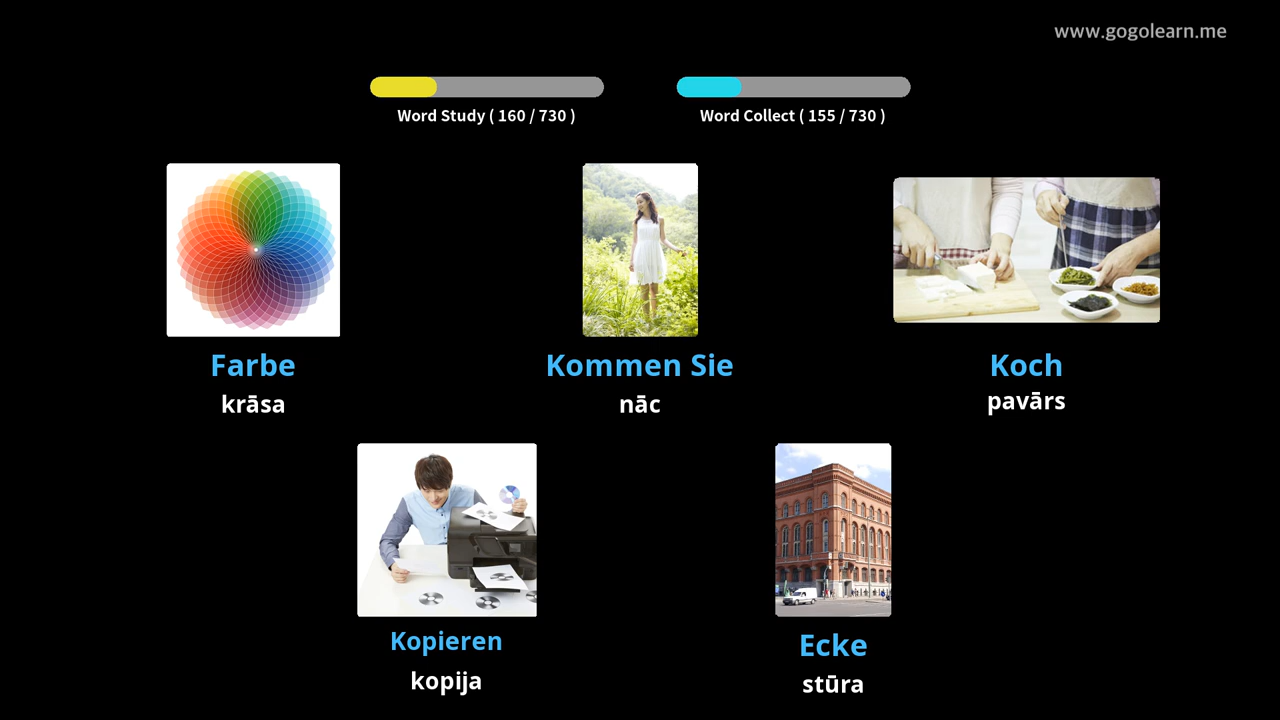 www.gogolearn.me
Word Study ( 160 / 730 )
Word Collect ( 155 / 730 )
Farbe
krāsa
Kommen Sie
nāc
Koch
pavārs
Kopieren
kopija
Ecke
stūra